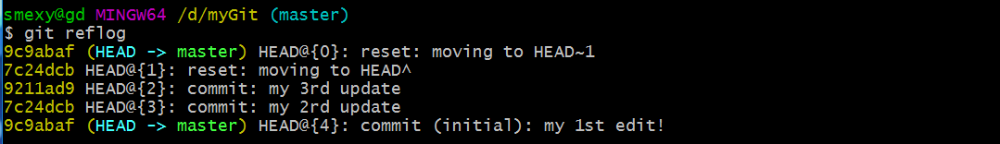 smexy@gd MINGW64 /d/myGit (master)
$ git reflog
9c9abaf (HEAD -> master) HEAD@{0}: reset: moving to HEAD~1
7c24dcb HEAD@{1}: reset: moving to HEAD^
9211ad9 HEAD@{2}: commit: my 3rd update
7c24dcb HEAD@{3}: commit: my 2rd update
9c9abaf (HEAD -> master) HEAD@{4}: commit (initial): my 1st edit!